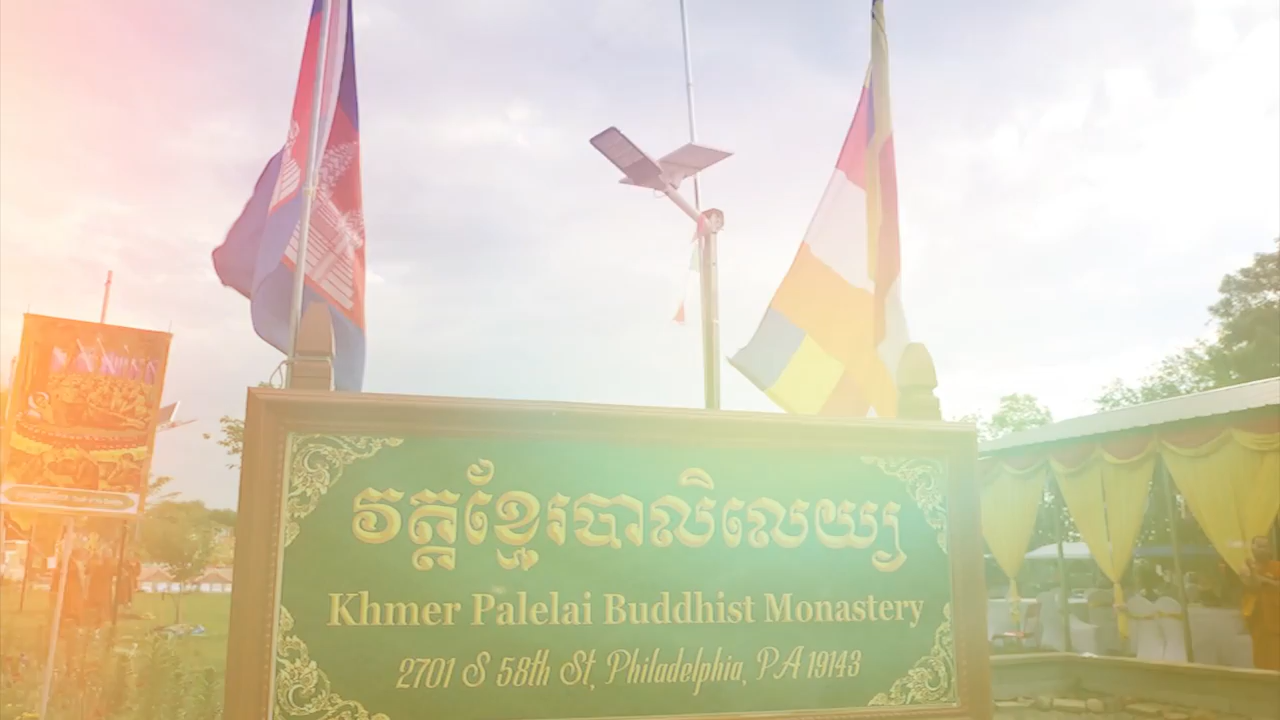 វត្តខ្មែរបាលិលេយ្យ
Khmer Palelai Buddhist Monastery
2701 S 58th St, Philadelphia, PA 19143